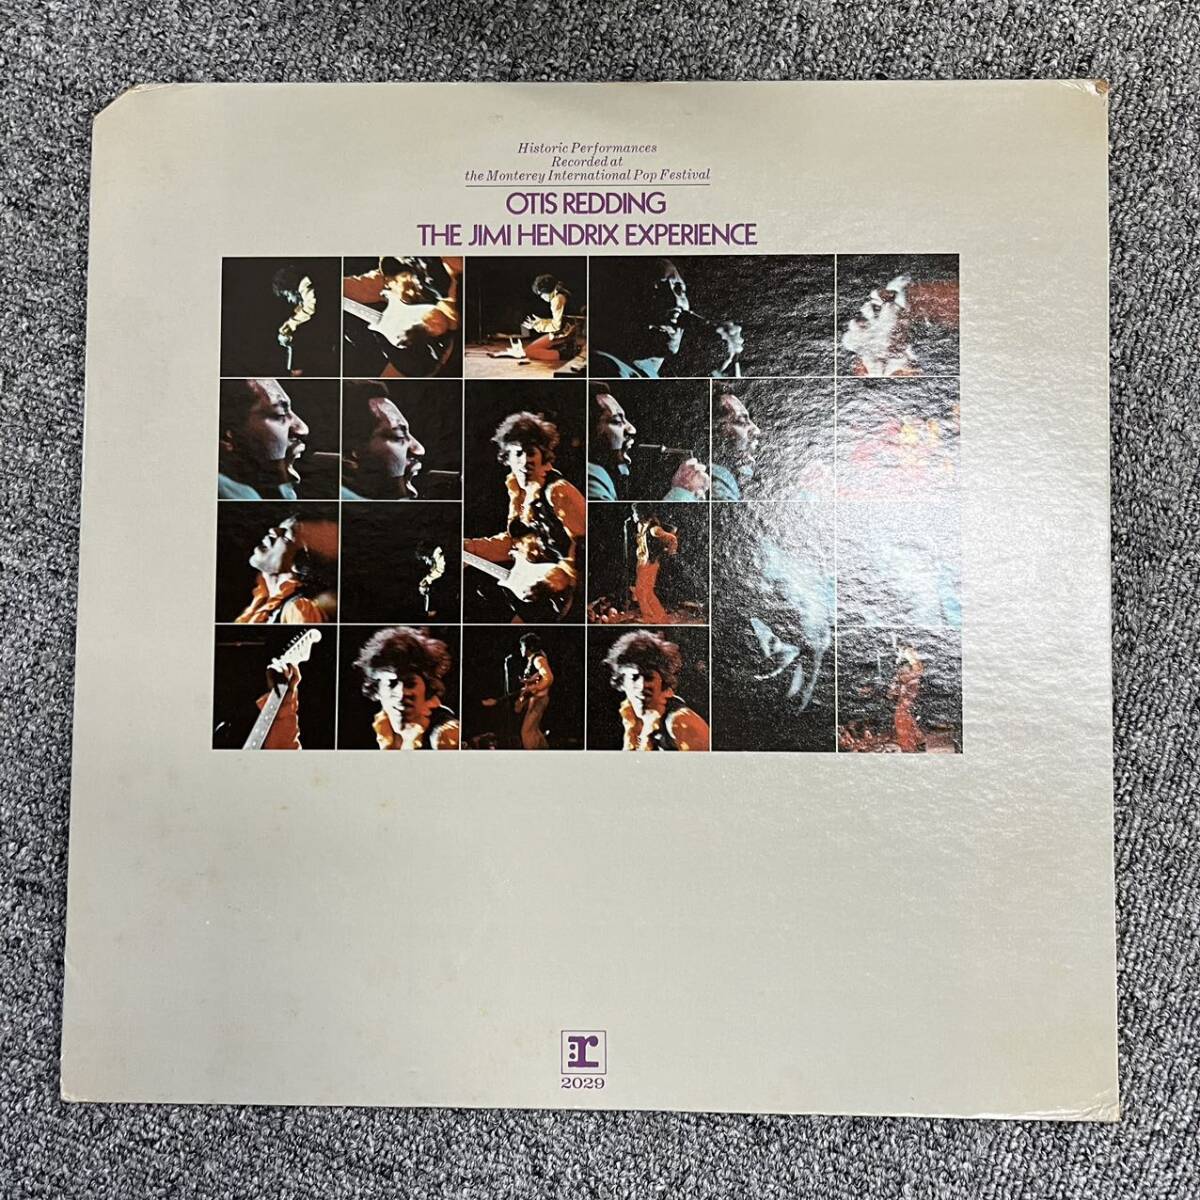 Historic Performances
Recorded at
the Monterey International Pop Festival
OTIS REDDING
THE JIMI HENDRIX EXPERIENCE
:r
2029